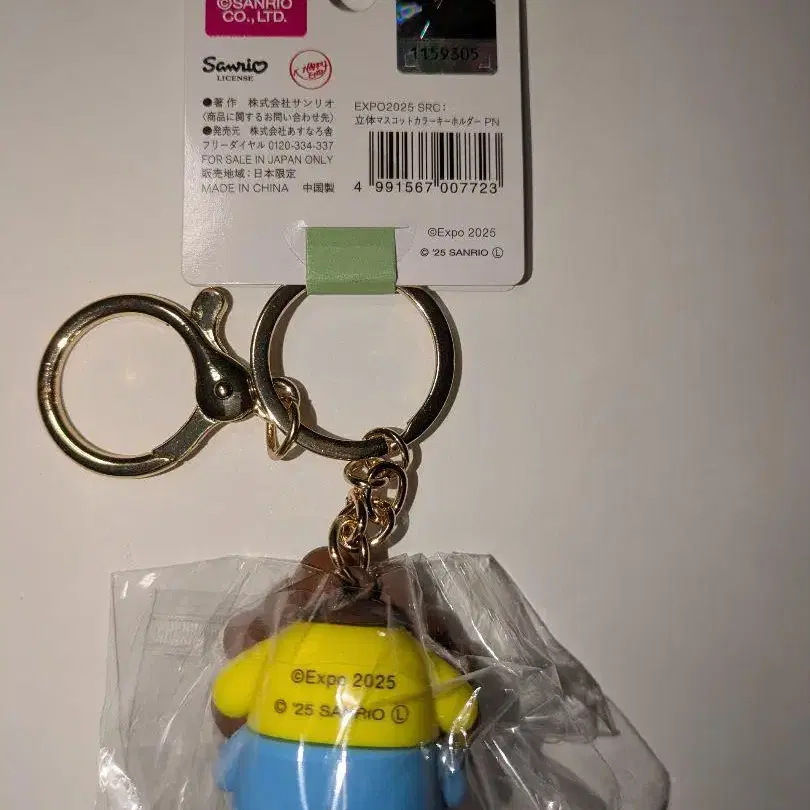 ©SANRIO
CO., LTD.
1159305
Sanrio
LICENSE
●著作 株式会社サンリオ
(商品に関するお問い合わせ先)
●発売元 株式会社あすなろ舎
フリーダイヤル 0120-334-337
FOR SALE IN JAPAN ONLY
販売地域:日本限定
MADE IN CHINA 中国製
EXPO2025 SRC:
立体マスコットカラーキーホルダー PN
4 991567 007723
©Expo 2025
© '25 SANRIO Ⓛ
©Expo 2025
© '25 SANRIO Ⓛ